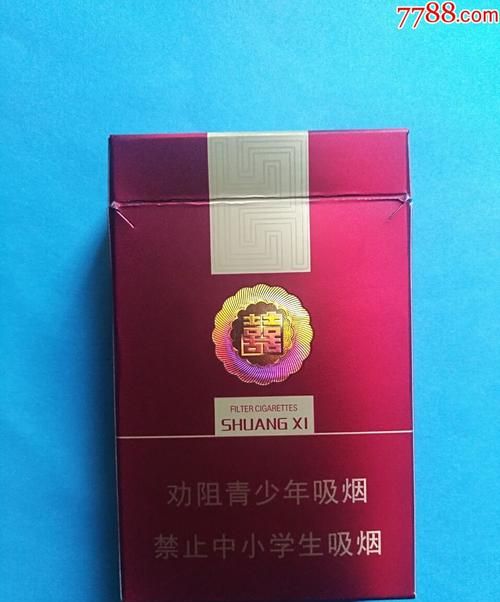 7788.com
囍
FILTER CIGARETTES
SHUANG XI
劝阻青少年吸烟
禁止中小学生吸烟